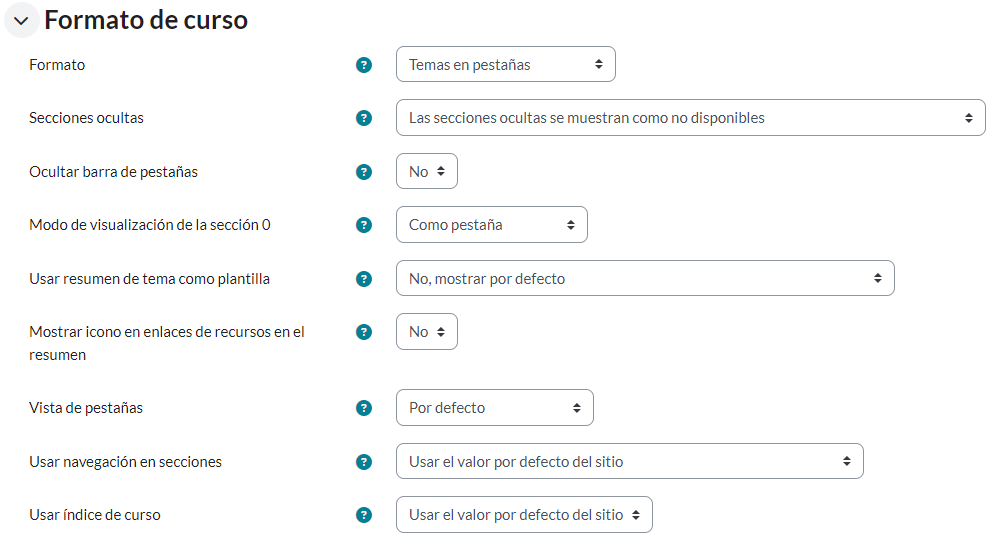 Formato de curso
Formato ? Temas en pestañas
Secciones ocultas ? Las secciones ocultas se muestran como no disponibles
Ocultar barra de pestañas ? No
Modo de visualización de la sección 0 ? Como pestaña
Usar resumen de tema como plantilla ? No, mostrar por defecto
Mostrar icono en enlaces de recursos en el ? No
resumen
Vista de pestañas ? Por defecto
Usar navegación en secciones ? Usar el valor por defecto del sitio
Usar índice de curso ? Usar el valor por defecto del sitio